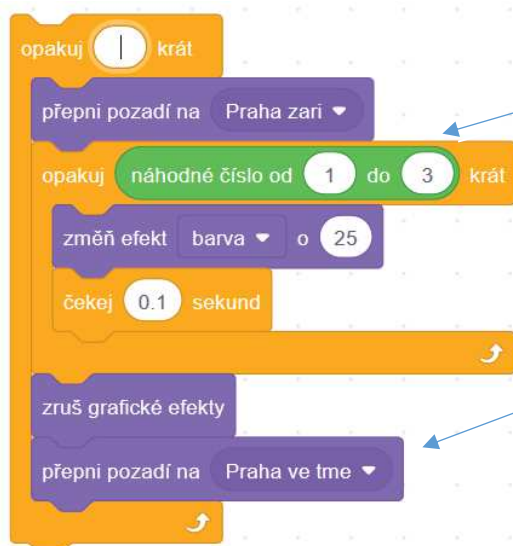 opakuj krát
přepni pozadí na Praha zari
opakuj náhodné číslo od 1 do 3 krát
změň efekt barva o 25
čekej 0.1 sekund
zruš grafické efekty
přepni pozadí na Praha ve tme